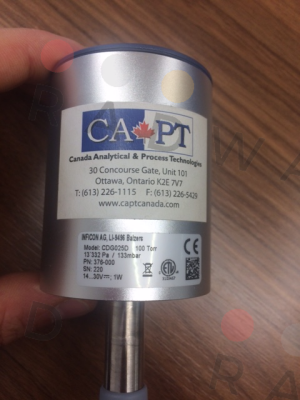 CA PT
Canada Analytical & Process Technologies
30 Concourse Gate, Unit 101
Ottawa, Ontario K2E 7V7
T: (613) 226-1115 F: (613) 226-5429
www.captcanada.com
INFICON AG, LI-9496 Balzers
Model: CDG025D 100 Torr
13'332 Pa / 133mbar
PN: 378-000
SN: 220
14...30V 1W